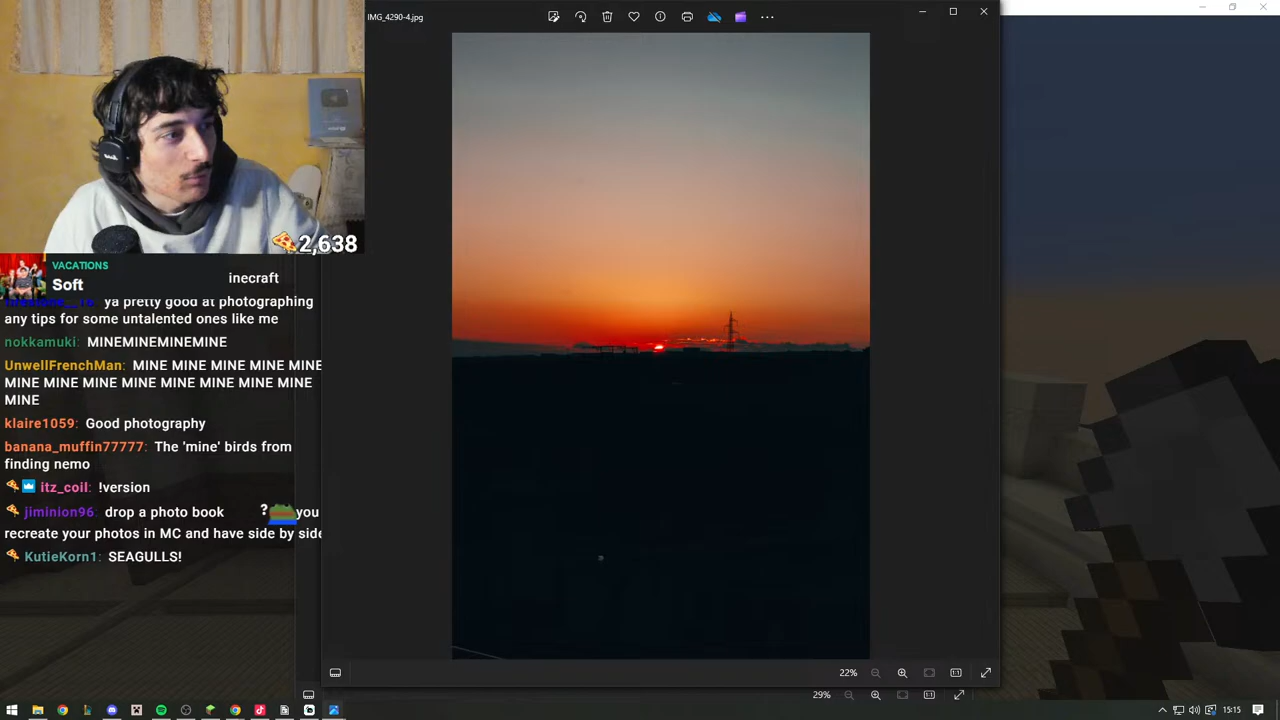 IMG_4290-4.jpg
2,638
VACATIONS
Soft
inecraft
ya pretty good at photographing
any tips for some untalented ones like me
nokkamuki: MINEMINEMINEMINE
UnwellFrenchMan: MINE MINE MINE MINE MINE
MINE MINE MINE MINE MINE MINE MINE
MINE
klaire1059: Good photography
banana_muffin77777: The 'mine' birds from
finding nemo
itz_coil: !version
jiminion96: drop a photo book ? you
recreate your photos in MC and have side by side
KutieKorn1: SEAGULLS!
22%
29%
15:15